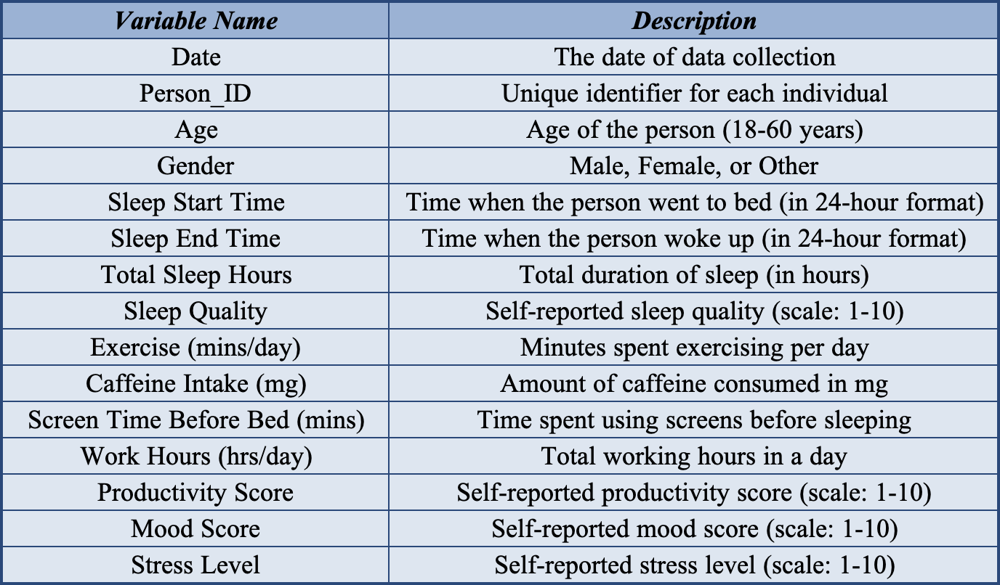 Variable Name Description
Date The date of data collection
Person_ID Unique identifier for each individual
Age Age of the person (18-60 years)
Gender Male, Female, or Other
Sleep Start Time Time when the person went to bed (in 24-hour format)
Sleep End Time Time when the person woke up (in 24-hour format)
Total Sleep Hours Total duration of sleep (in hours)
Sleep Quality Self-reported sleep quality (scale: 1-10)
Exercise (mins/day) Minutes spent exercising per day
Caffeine Intake (mg) Amount of caffeine consumed in mg
Screen Time Before Bed (mins) Time spent using screens before sleeping
Work Hours (hrs/day) Total working hours in a day
Productivity Score Self-reported productivity score (scale: 1-10)
Mood Score Self-reported mood score (scale: 1-10)
Stress Level Self-reported stress level (scale: 1-10)